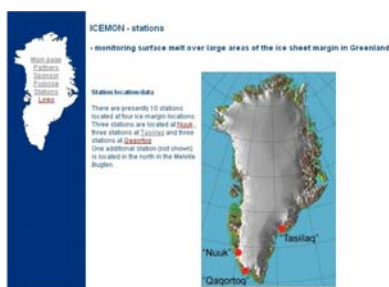 ICEMON - stations
- monitoring surface melt over large areas of the ice sheet margin in Greenland
Main page
Partners
Sponsor
Purpose
Stations
Links
Station location/data
There are presently 10 stations
located at four ice margin locations.
Three stations are located at Nuuk,
three stations at Tasiilaq and three
stations at Qaqortoq
One additional station (not shown)
is located in the north in the Melville
Bugten.
"Tasiilaq"
"Nuuk"
"Qaqortoq"